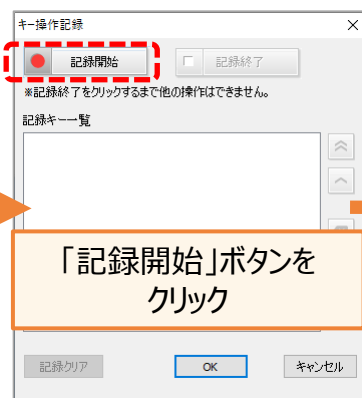 キー操作記録
記録開始
記録終了
※記録終了をクリックするまで他の操作はできません。
記録キー一覧
「記録開始」ボタンを
クリック
記録クリア
OK
キャンセル